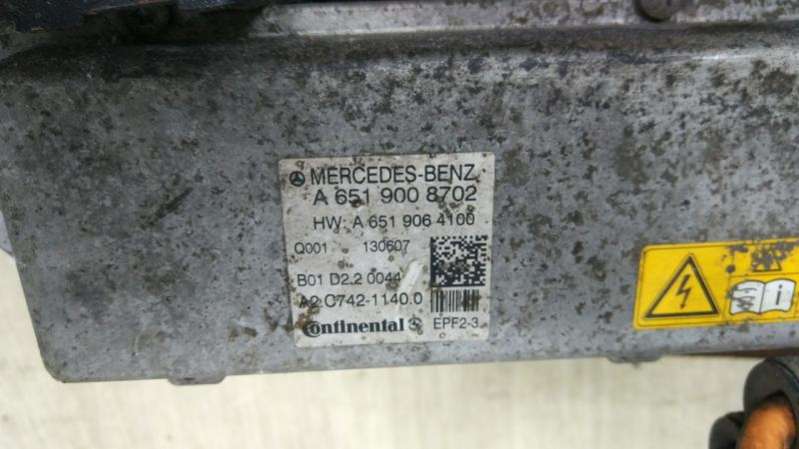 MERCEDES-BENZ
A 651 900 8702
HW: A 651 906 4100
Q001 130607
B01 D2.2 0044
A2 C742-1140.0
Continental EPF2-3